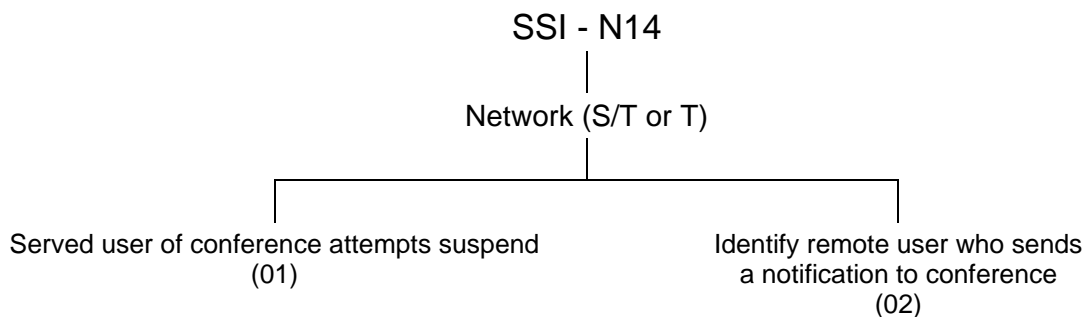 SSI - N14
Network (S/T or T)
Served user of conference attempts suspend
(01)
Identify remote user who sends
a notification to conference
(02)